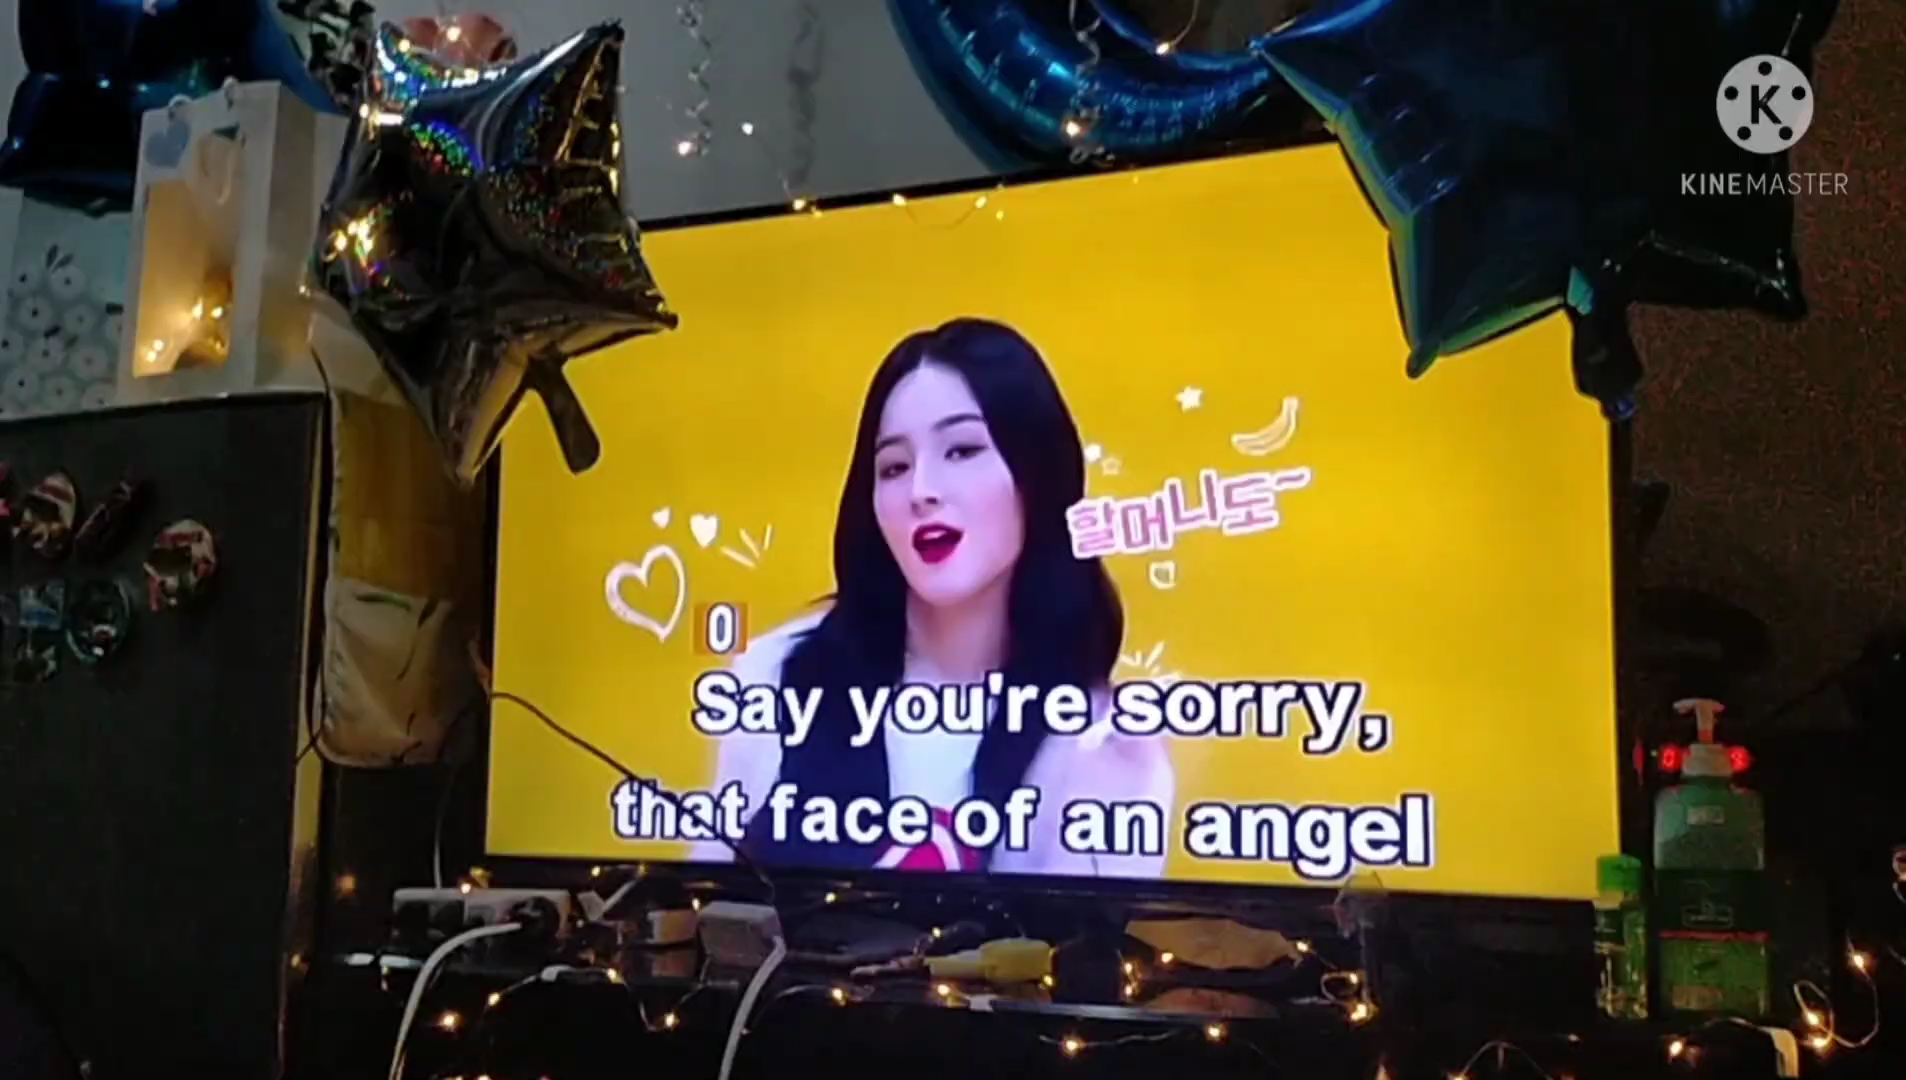 K
KINEMASTER
할머니도~
0
Say you're sorry,
that face of an angel